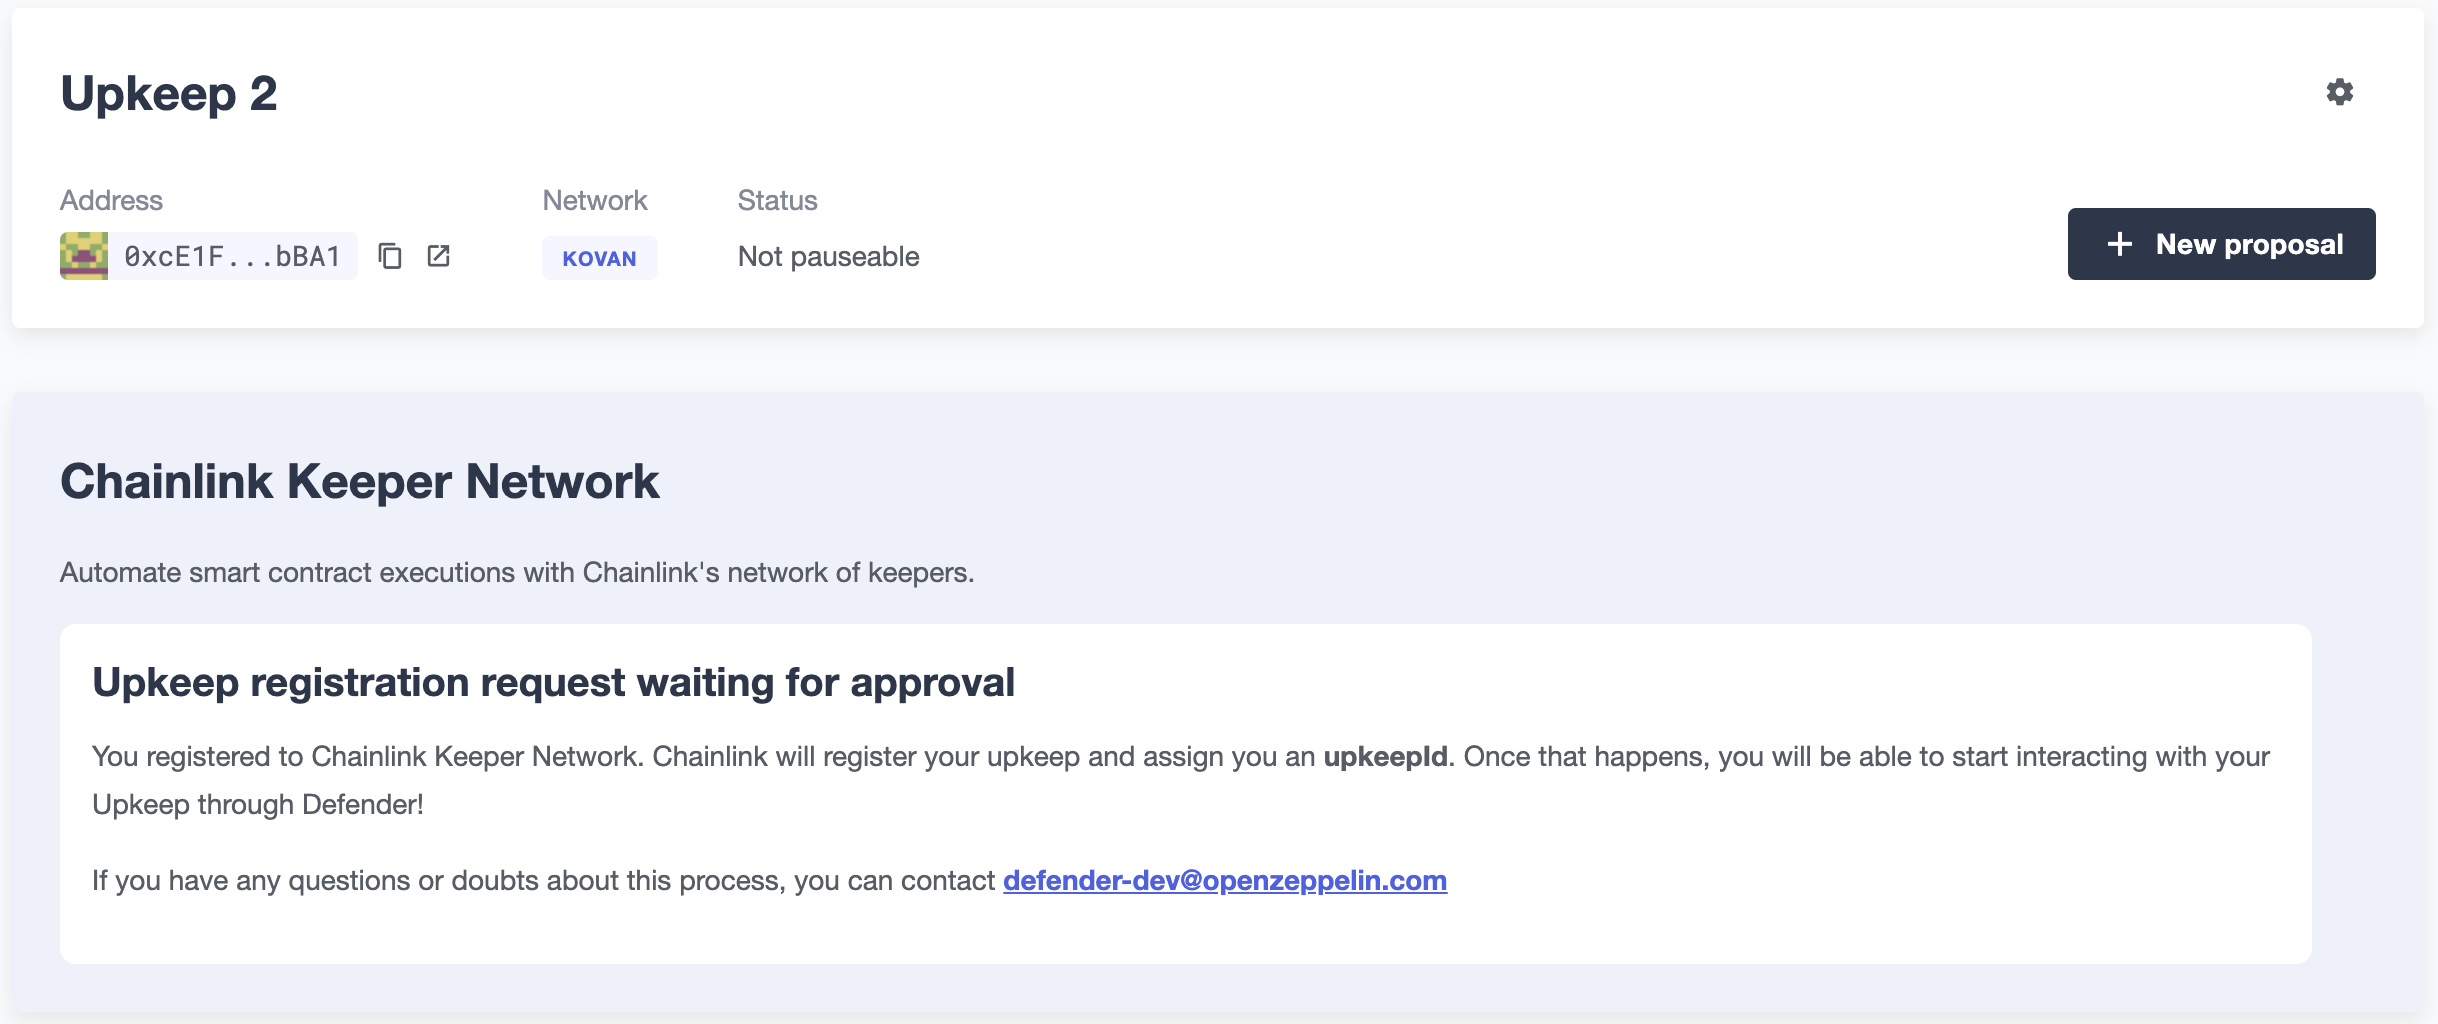 Upkeep 2
Address
Network
Status
0xcE1F...bBA1
KOVAN
Not pauseable
New proposal
Chainlink Keeper Network
Automate smart contract executions with Chainlink's network of keepers.
Upkeep registration request waiting for approval
You registered to Chainlink Keeper Network. Chainlink will register your upkeep and assign you an upkeepId. Once that happens, you will be able to start interacting with your
Upkeep through Defender!
If you have any questions or doubts about this process, you can contact defender-dev@openzeppelin.com